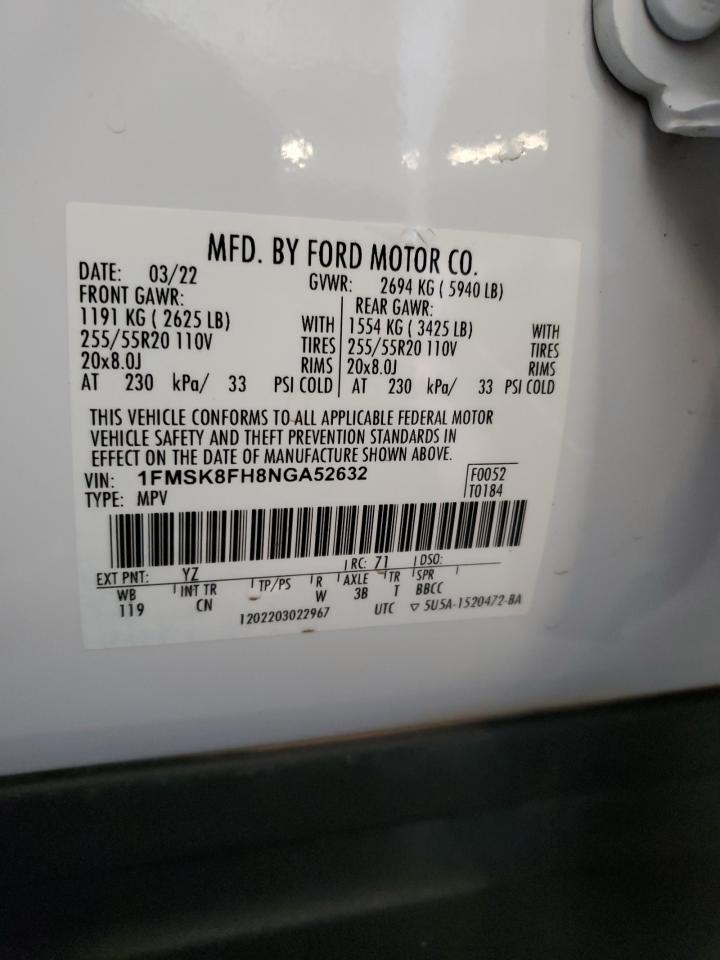 MFD. BY FORD MOTOR CO.
DATE: 03/22 GVWR: 2694 KG ( 5940 LB)
FRONT GAWR: REAR GAWR:
1191 KG ( 2625 LB) WITH 1554 KG ( 3425 LB) WITH
255/55R20 110V TIRES 255/55R20 110V TIRES
20x8.0J RIMS 20x8.0J RIMS
AT 230 kPa/ 33 PSI COLD AT 230 kPa/ 33 PSI COLD
THIS VEHICLE CONFORMS TO ALL APPLICABLE FEDERAL MOTOR
VEHICLE SAFETY AND THEFT PREVENTION STANDARDS IN
EFFECT ON THE DATE OF MANUFACTURE SHOWN ABOVE.
VIN: 1FMSK8FH8NGA52632 F0052
TYPE: MPV T0184
EXT PNT: YZ RC: 71 DSO:
WB INT TR TP/PS R AXLE TR SPR
119 CN W 3B T BBCC
1202203022967 UTC ▽ 5U5A-1520472-BA